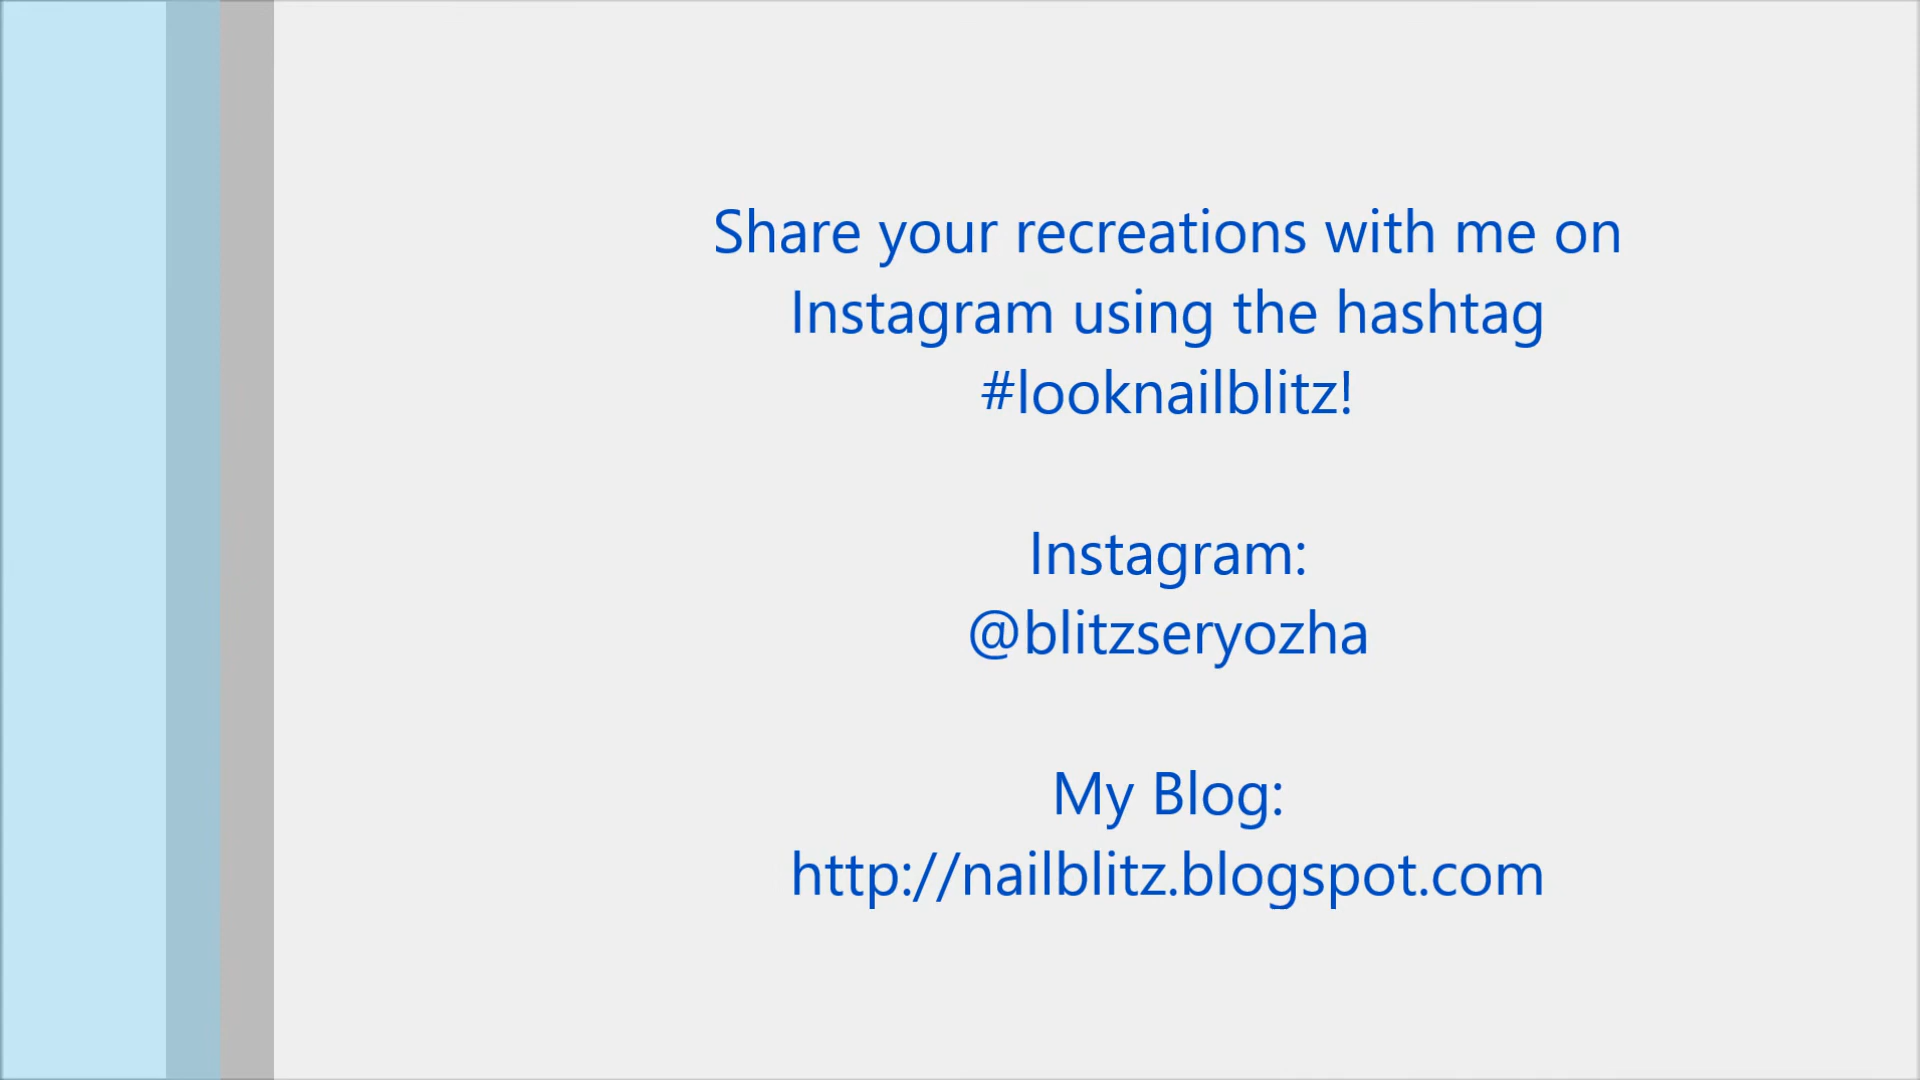 Share your recreations with me on
Instagram using the hashtag
#looknailblitz!
Instagram:
@blitzseryozha
My Blog:
http://nailblitz.blogspot.com